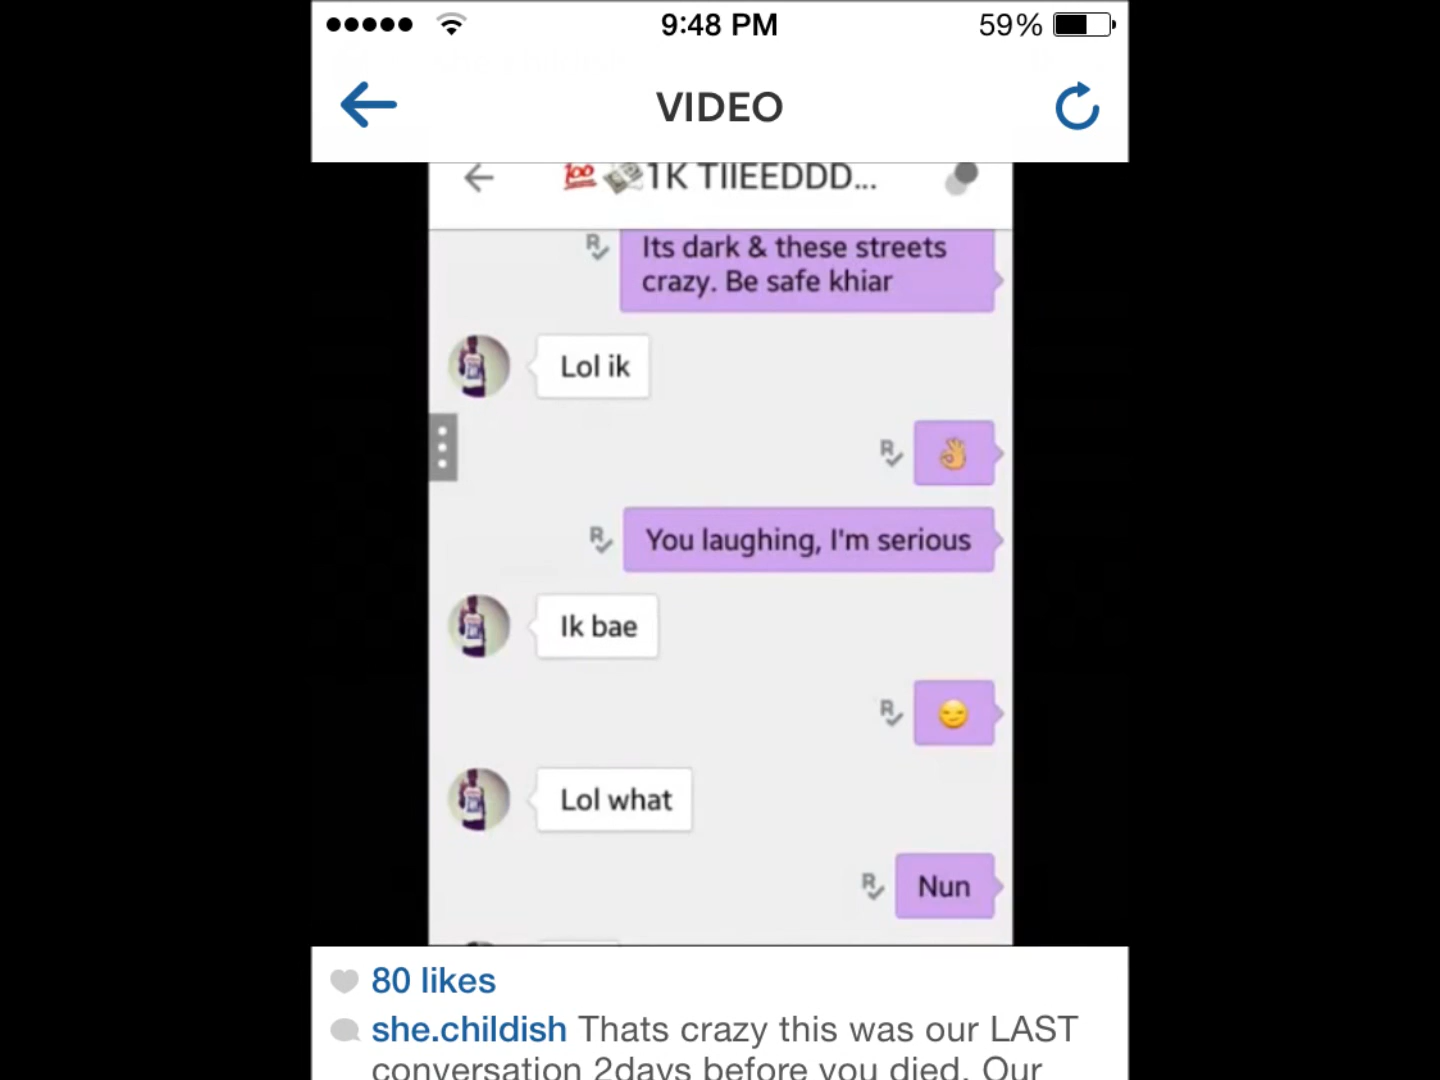 9:48 PM 59%
VIDEO
💯 💵1K TIIEEDDD...
Its dark & these streets
crazy. Be safe khiar
Lol ik
👌
You laughing, I'm serious
Ik bae
😏
Lol what
Nun
80 likes
she.childish Thats crazy this was our LAST
conversation 2days before you died. Our